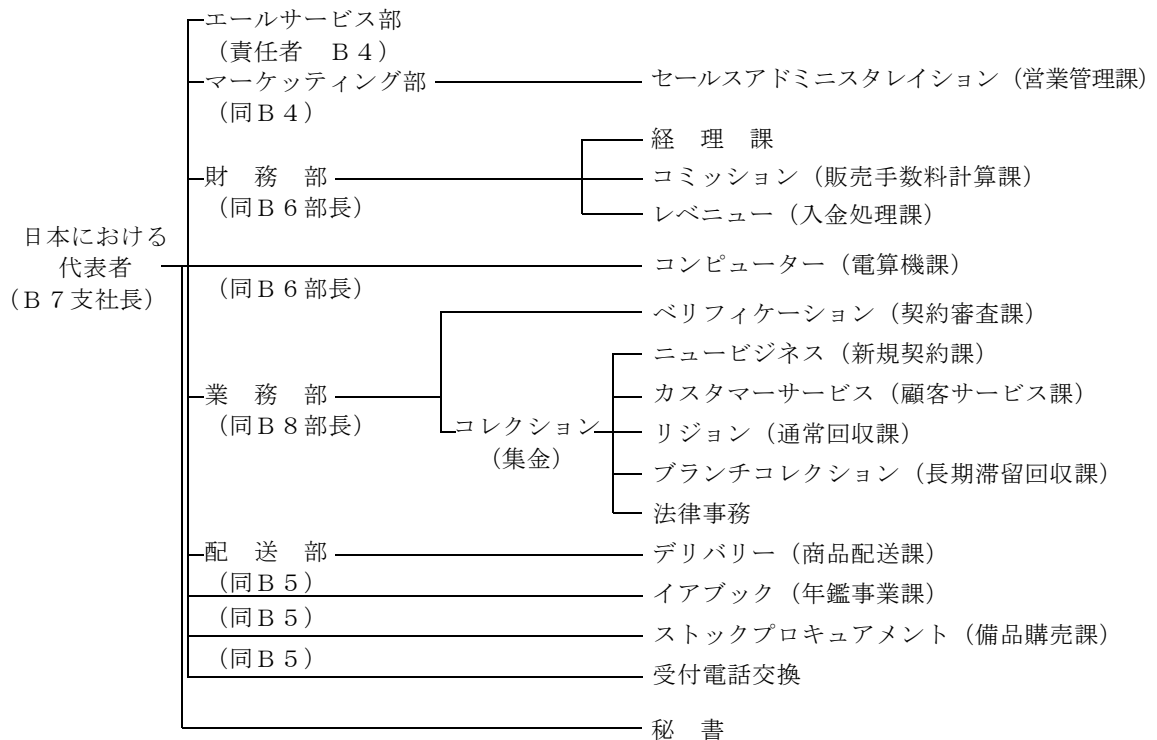 エールサービス部
(責任者 B4)
マーケッティング部
セールスアドミニスタレイション(営業管理課)
(同B4)
経 理 課
財 務 部
コミッション(販売手数料計算課)
(同B6部長)
レベニュー(入金処理課)
日本における
代表者
(B7支社長)
コンピューター(電算機課)
(同B6部長)
ベリフィケーション(契約審査課)
ニュービジネス(新規契約課)
業 務 部
カスタマーサービス(顧客サービス課)
(同B8部長)
コレクション
(集金)
リジョン(通常回収課)
ブランチコレクション(長期滞留回収課)
法律事務
配 送 部
デリバリー(商品配送課)
(同B5)
イアブック(年鑑事業課)
(同B5)
ストックプロキュアメント(備品購売課)
(同B5)
受付電話交換
秘 書